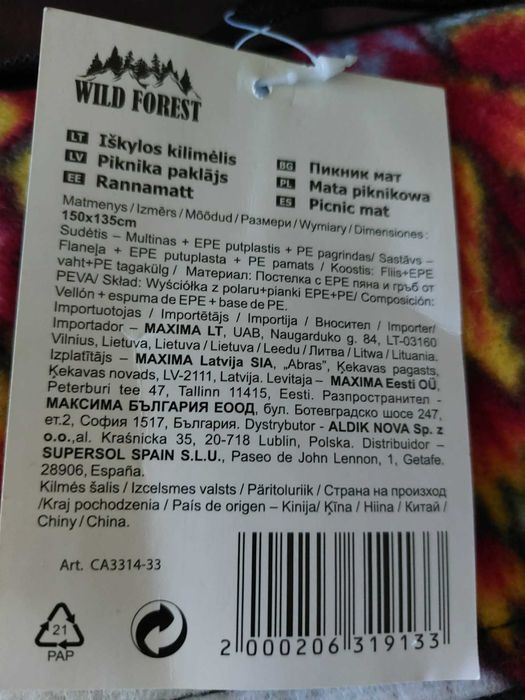 WILD FOREST
LT Iškylos kilimėlis
LV Piknika paklājs
EE Rannamatt
BG Пикник мат
PL Mata piknikowa
ES Picnic mat
Matmenys / Izmērs / Mõõdud / Размери / Wymiary / Dimensiones :
150x135cm
Sudėtis – Multinas + EPE putplastis + PE pagrindas/ Sastāvs –
Flaneļa + EPE putuplasta + PE pamats / Koostis: Fliis+EPE
vaht+PE tagakülg / Материал: Постелка с EPE пяна и гръб от
PEVA/ Skład: Wyściółka z polaru+pianki EPE+PE/ Composición:
Vellón + espuma de EPE + base de PE.
Importuotojas / Importētājs / Importija / Вносител / Importer/
Importador – MAXIMA LT, UAB, Naugarduko g. 84, LT-03160
Vilnius, Lietuva, Lietuva / Lietuva / Leedu / Литва / Litwa / Lituania.
Izplatītājs – MAXIMA Latvija SIA, „Abras”, Ķekavas pagasts,
Ķekavas novads, LV-2111, Latvija. Levitaja – MAXIMA Eesti OÜ,
Peterburi tee 47, Tallinn 11415, Eesti. Разпространител -
МАКСИМА БЪЛГАРИЯ ЕООД, бул. Ботевградско шосе 247,
ет.2, София 1517, България. Dystrybutor - ALDIK NOVA Sp. z
o.o.,al. Kraśnicka 35, 20-718 Lublin, Polska. Distribuidor –
SUPERSOL SPAIN S.L.U., Paseo de John Lennon, 1, Getafe.
28906, España.
Kilmės šalis / Izcelsmes valsts / Päritoluriik / Страна на произход
/Kraj pochodzenia / País de origen – Kinija/ Ķīna / Hiina / Китай /
Chiny / China.
Art. CA3314-33
21
PAP
2 000206 319133